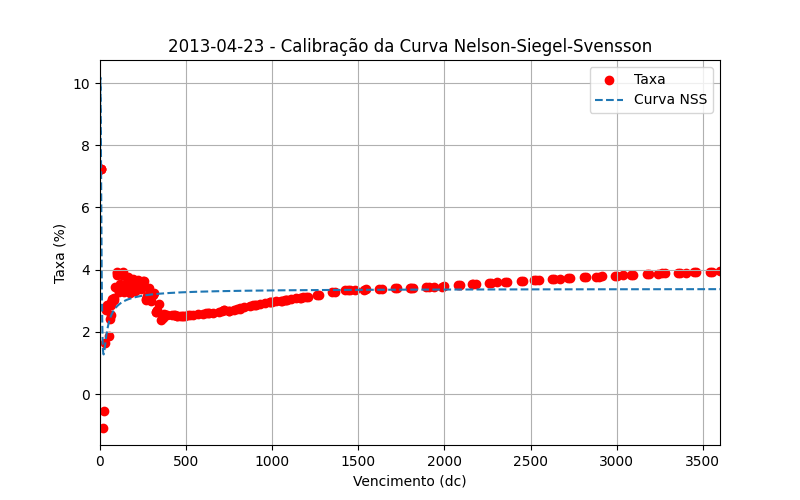 2013-04-23 - Calibração da Curva Nelson-Siegel-Svensson
Taxa
Curva NSS
Taxa (%)
10
8
6
4
2
0
0 500 1000 1500 2000 2500 3000 3500
Vencimento (dc)